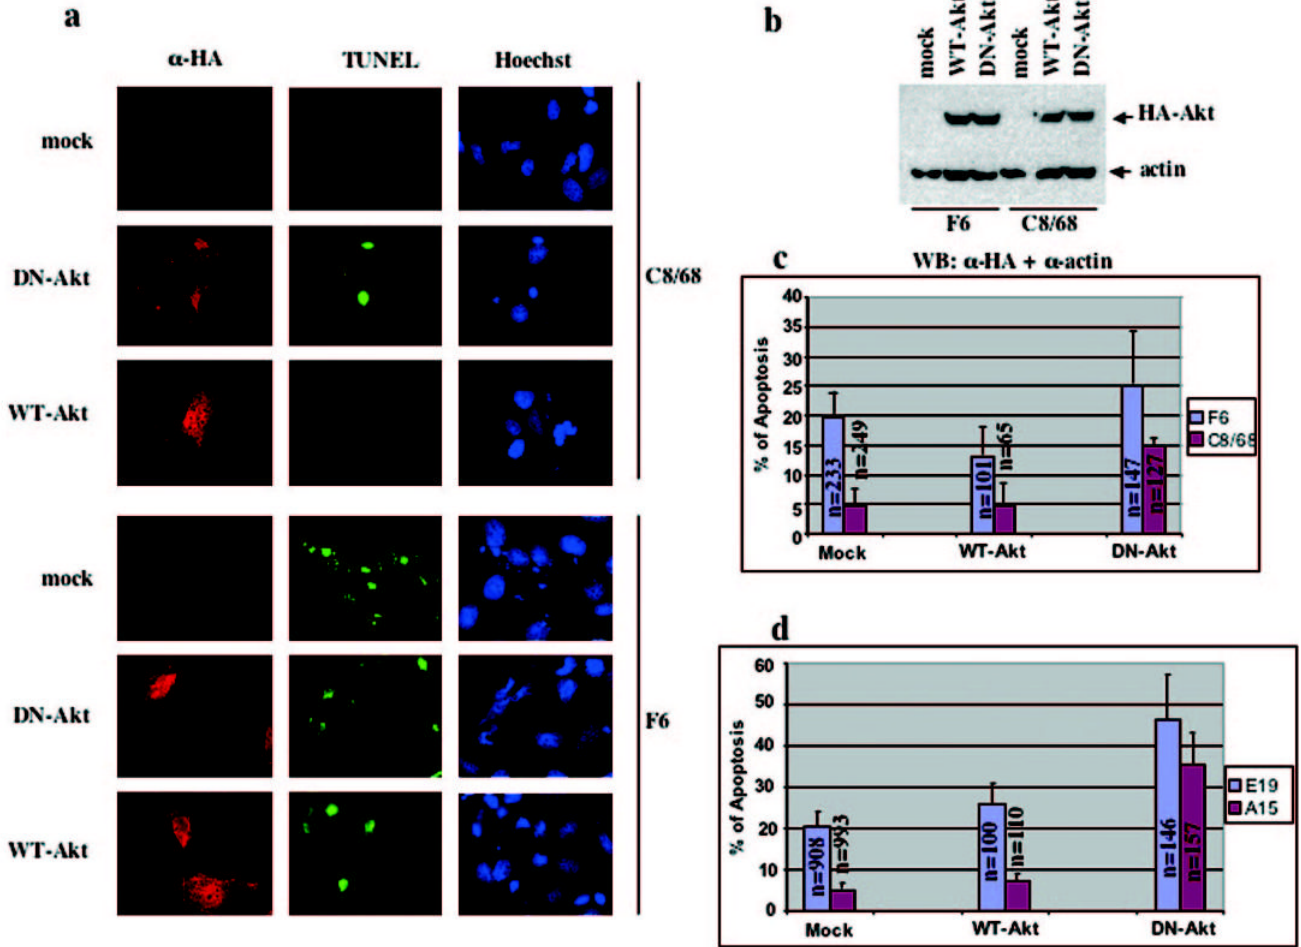 a
α-HA TUNEL Hoechst
mock
DN-Akt
WT-Akt
C8/68
mock
DN-Akt
WT-Akt
F6
b
mock
WT-Akt
DN-Akt
mock
WT-Akt
DN-Akt
HA-Akt
actin
F6 C8/68
WB: α-HA + α-actin
c
% of Apoptosis
40
35
30
25
20
15
10
5
0
n=233
n=249
n=101
n=65
n=147
n=127
Mock WT-Akt DN-Akt
F6
C8/68
d
% of Apoptosis
60
50
40
30
20
10
0
n=908
n=993
n=100
n=110
n=146
n=157
Mock WT-Akt DN-Akt
E19
A15